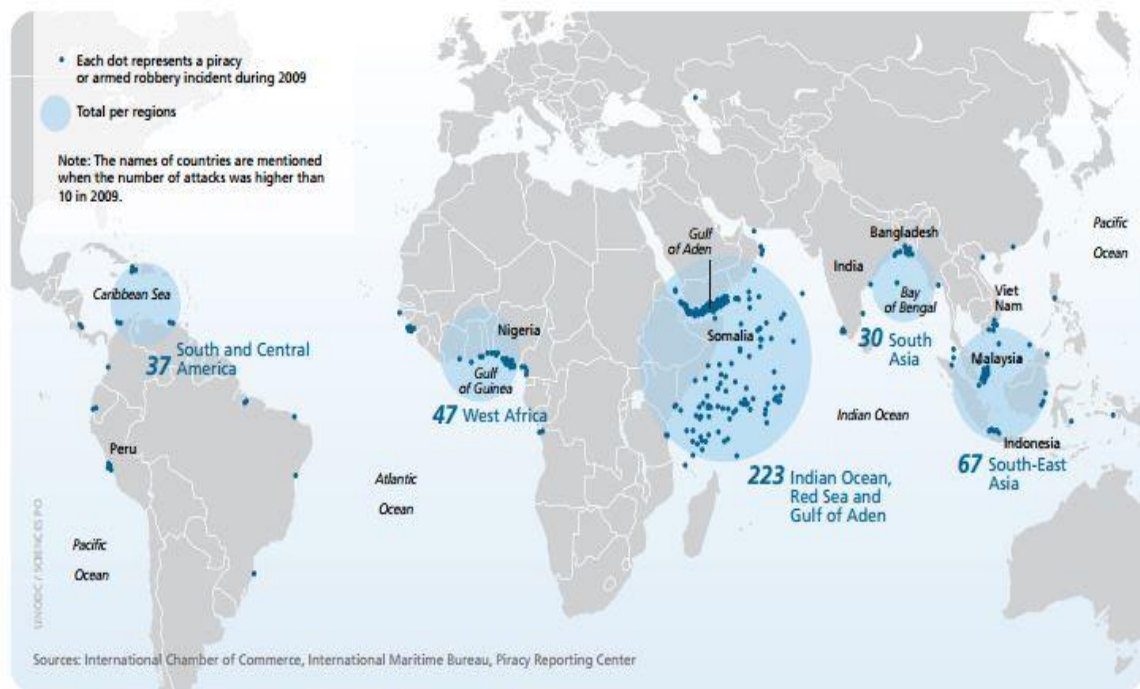 Each dot represents a piracy
or armed robbery incident during 2009
Total per regions
Note: The names of countries are mentioned
when the number of attacks was higher than
10 in 2009.
Pacific
Ocean
Gulf
of Aden
Bangladesh
India
Caribbean Sea
Bay
of Bengal
Viet
Nam
Nigeria
Somalia
30 South
Asia
37 South and Central
America
Malaysia
Gulf
of Guinea
47 West Africa
Indian Ocean
Peru
Indonesia
67 South-East
Asia
223 Indian Ocean,
Red Sea and
Gulf of Aden
Atlantic
Ocean
Pacific
Ocean
UNODC / SCIENCES PO
Sources: International Chamber of Commerce, International Maritime Bureau, Piracy Reporting Center